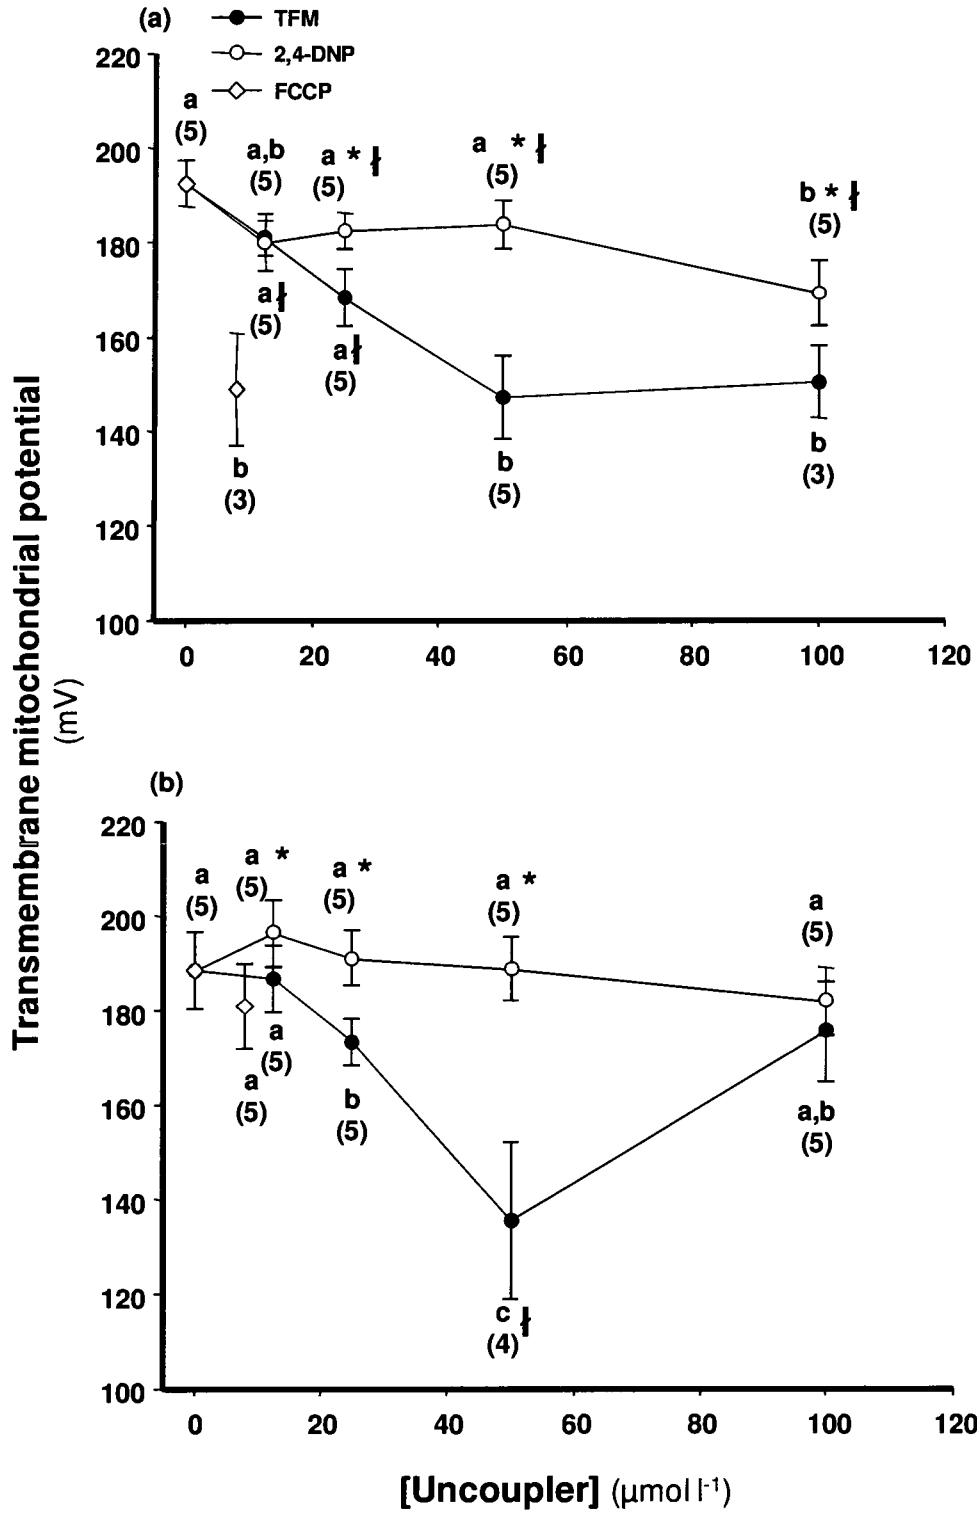 (a)
TFM
2,4-DNP
FCCP
220
200
180
160
140
120
100
a
(5)
a,b
(5)
a * ƚ
(5)
a * ƚ
(5)
b * ƚ
(5)
aƚ
(5)
aƚ
(5)
b
(3)
b
(5)
b
(3)
0 20 40 60 80 100 120
Transmembrane mitochondrial potential
(mV)
(b)
220
200
180
160
140
120
100
a
(5)
a *
(5)
a *
(5)
a *
(5)
a
(5)
a
(5)
a
(5)
b
(5)
a,b
(5)
c ƚ
(4)
0 20 40 60 80 100 120
[Uncoupler] (μmol l⁻¹)